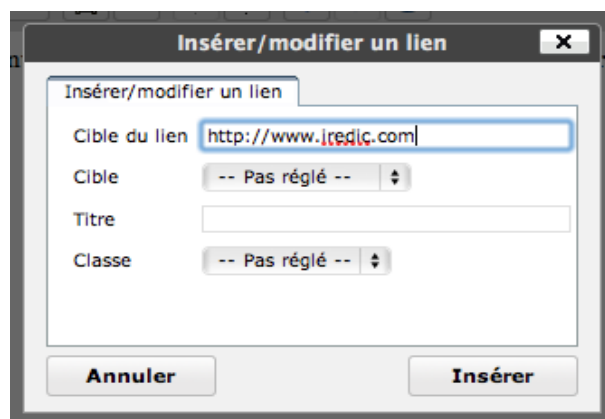 Insérer/modifier un lien
Insérer/modifier un lien
Cible du lien http://www.iredic.com
Cible -- Pas réglé --
Titre
Classe -- Pas réglé --
Annuler Insérer